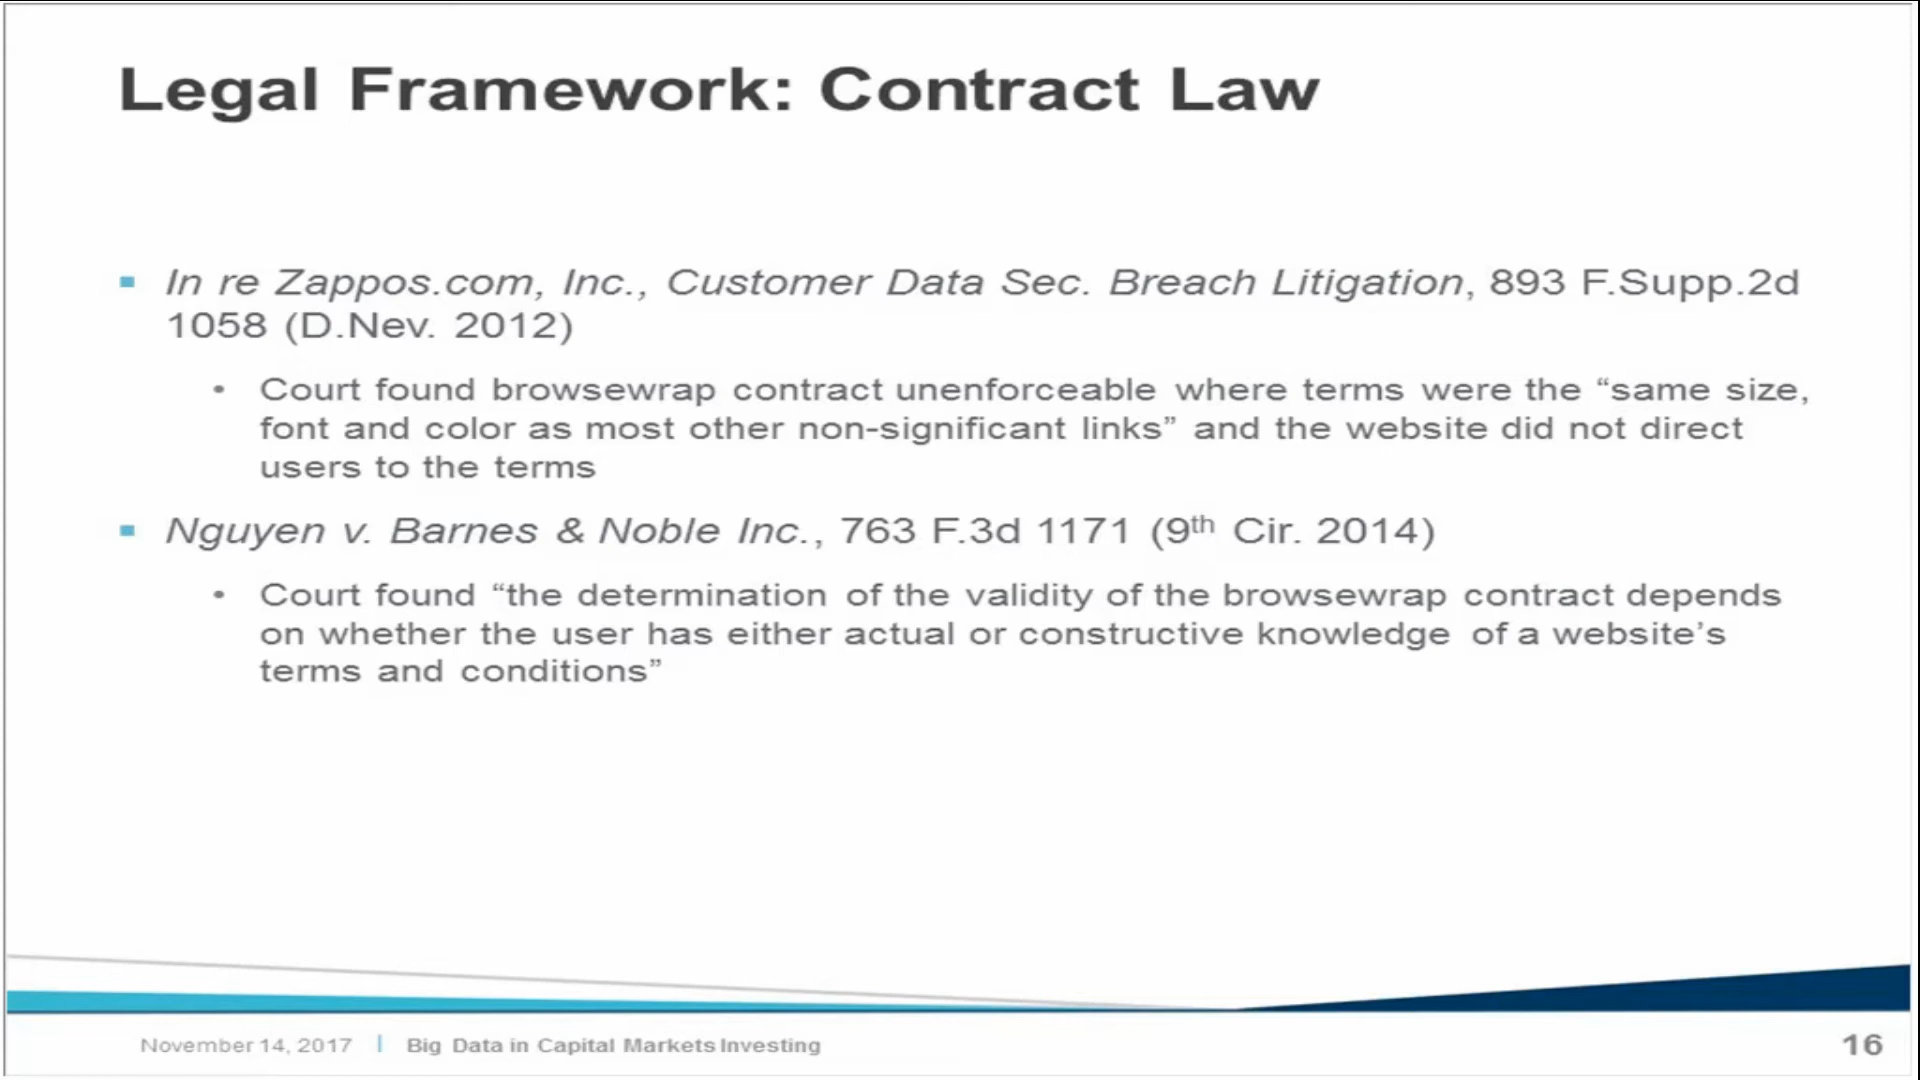 Legal Framework: Contract Law
▪ In re Zappos.com, Inc., Customer Data Sec. Breach Litigation, 893 F.Supp.2d
1058 (D.Nev. 2012)
• Court found browsewrap contract unenforceable where terms were the “same size,
font and color as most other non-significant links” and the website did not direct
users to the terms
▪ Nguyen v. Barnes & Noble Inc., 763 F.3d 1171 (9th Cir. 2014)
• Court found “the determination of the validity of the browsewrap contract depends
on whether the user has either actual or constructive knowledge of a website’s
terms and conditions”
November 14, 2017 | Big Data in Capital Markets Investing
16